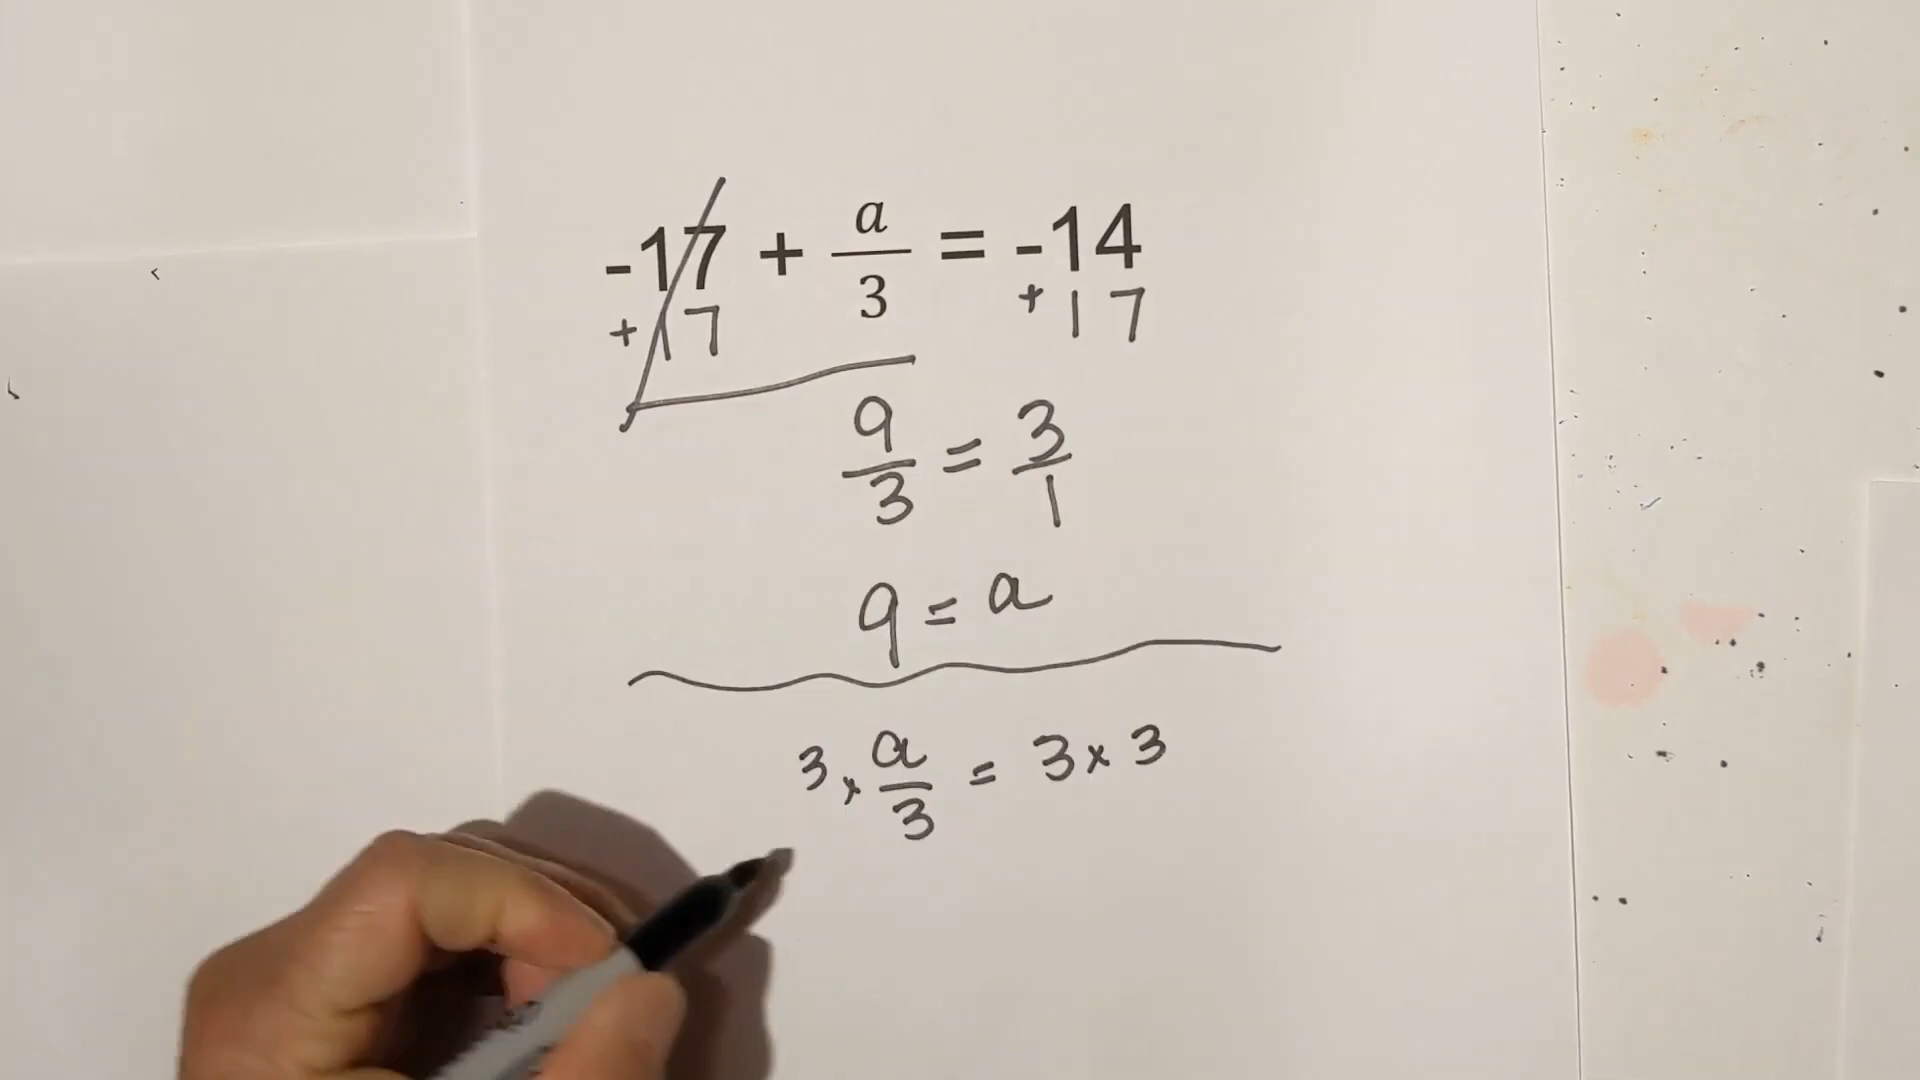 -17 + a/3 = -14
+17 +17
9/3 = 3/1
9 = a
3 × a/3 = 3 × 3